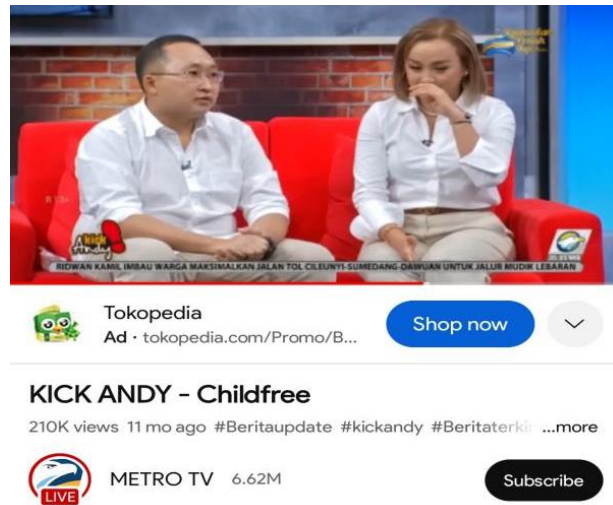 R13+
kick
Andy
RIDWAN KAMIL IMBAU WARGA MAKSIMALKAN JALAN TOL CILEUNYI-SUMEDANG-DAWUAN UNTUK JALUR MUDIK LEBARAN
Tokopedia
Ad · tokopedia.com/Promo/B...
Shop now
KICK ANDY - Childfree
210K views 11 mo ago #Beritaupdate #kickandy #Beritaterki ...more
LIVE
METRO TV 6.62M
Subscribe